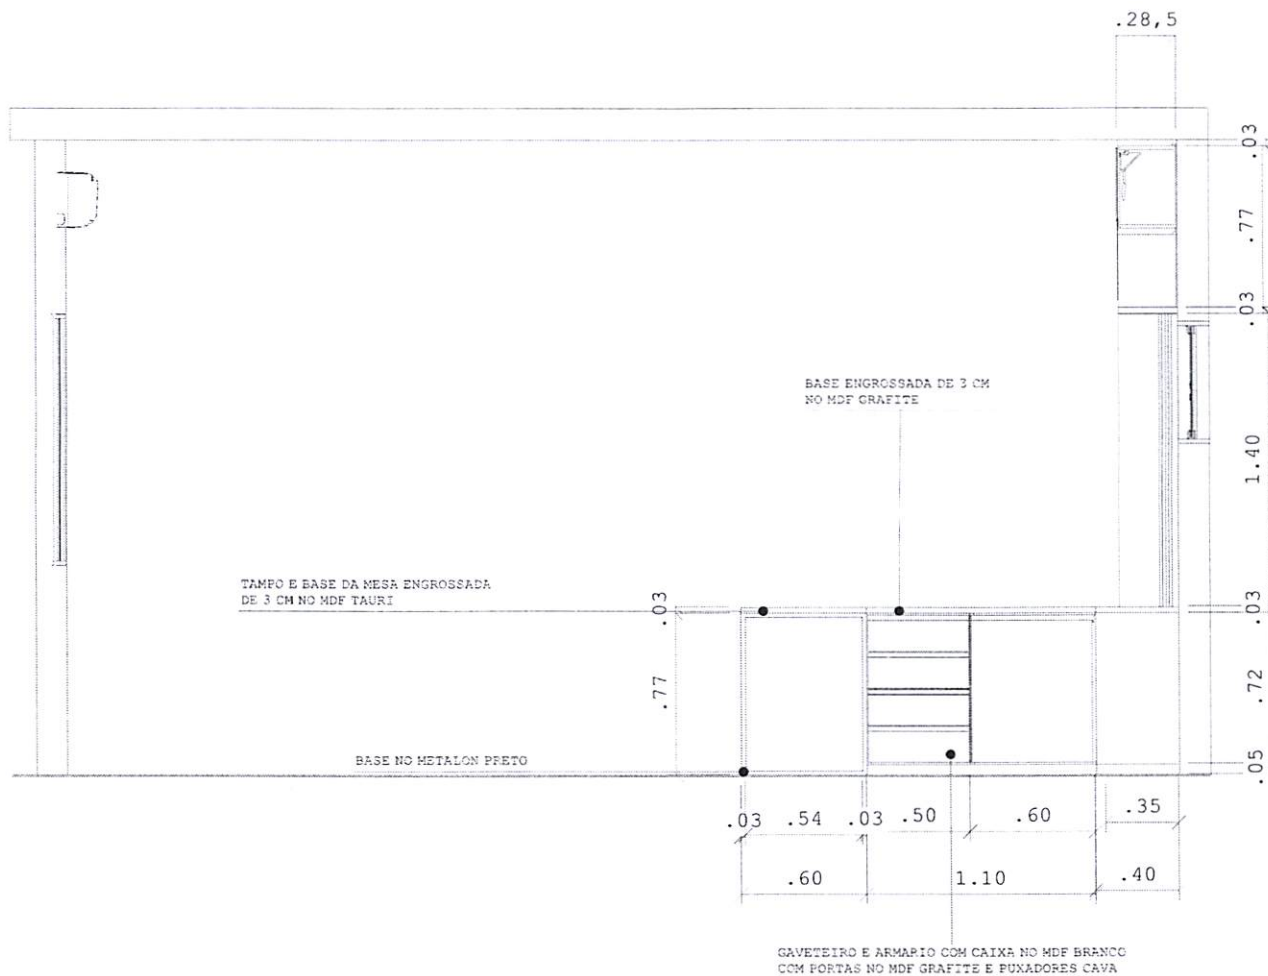 .28,5
.03
.77
.03
BASE ENGROSSADA DE 3 CM
NO MDF GRAFITE
1.40
TAMPO E BASE DA MESA ENGROSSADA
DE 3 CM NO MDF TAURI
.03
.03
.77
.72
BASE NO METALON PRETO
.05
.03 .54 .03 .50 .60 .35
.60 1.10 .40
GAVETEIRO E ARMARIO COM CAIXA NO MDF BRANCO
COM PORTAS NO MDF GRAFITE E PUXADORES CAVA